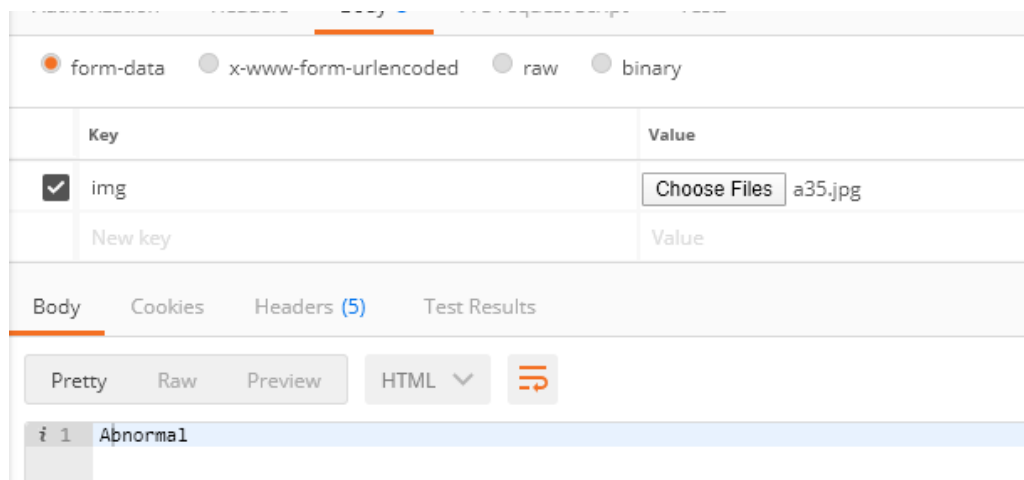 form-data x-www-form-urlencoded raw binary
Key Value
img Choose Files a35.jpg
New key Value
Body Cookies Headers (5) Test Results
Pretty Raw Preview HTML
i 1 Abnormal